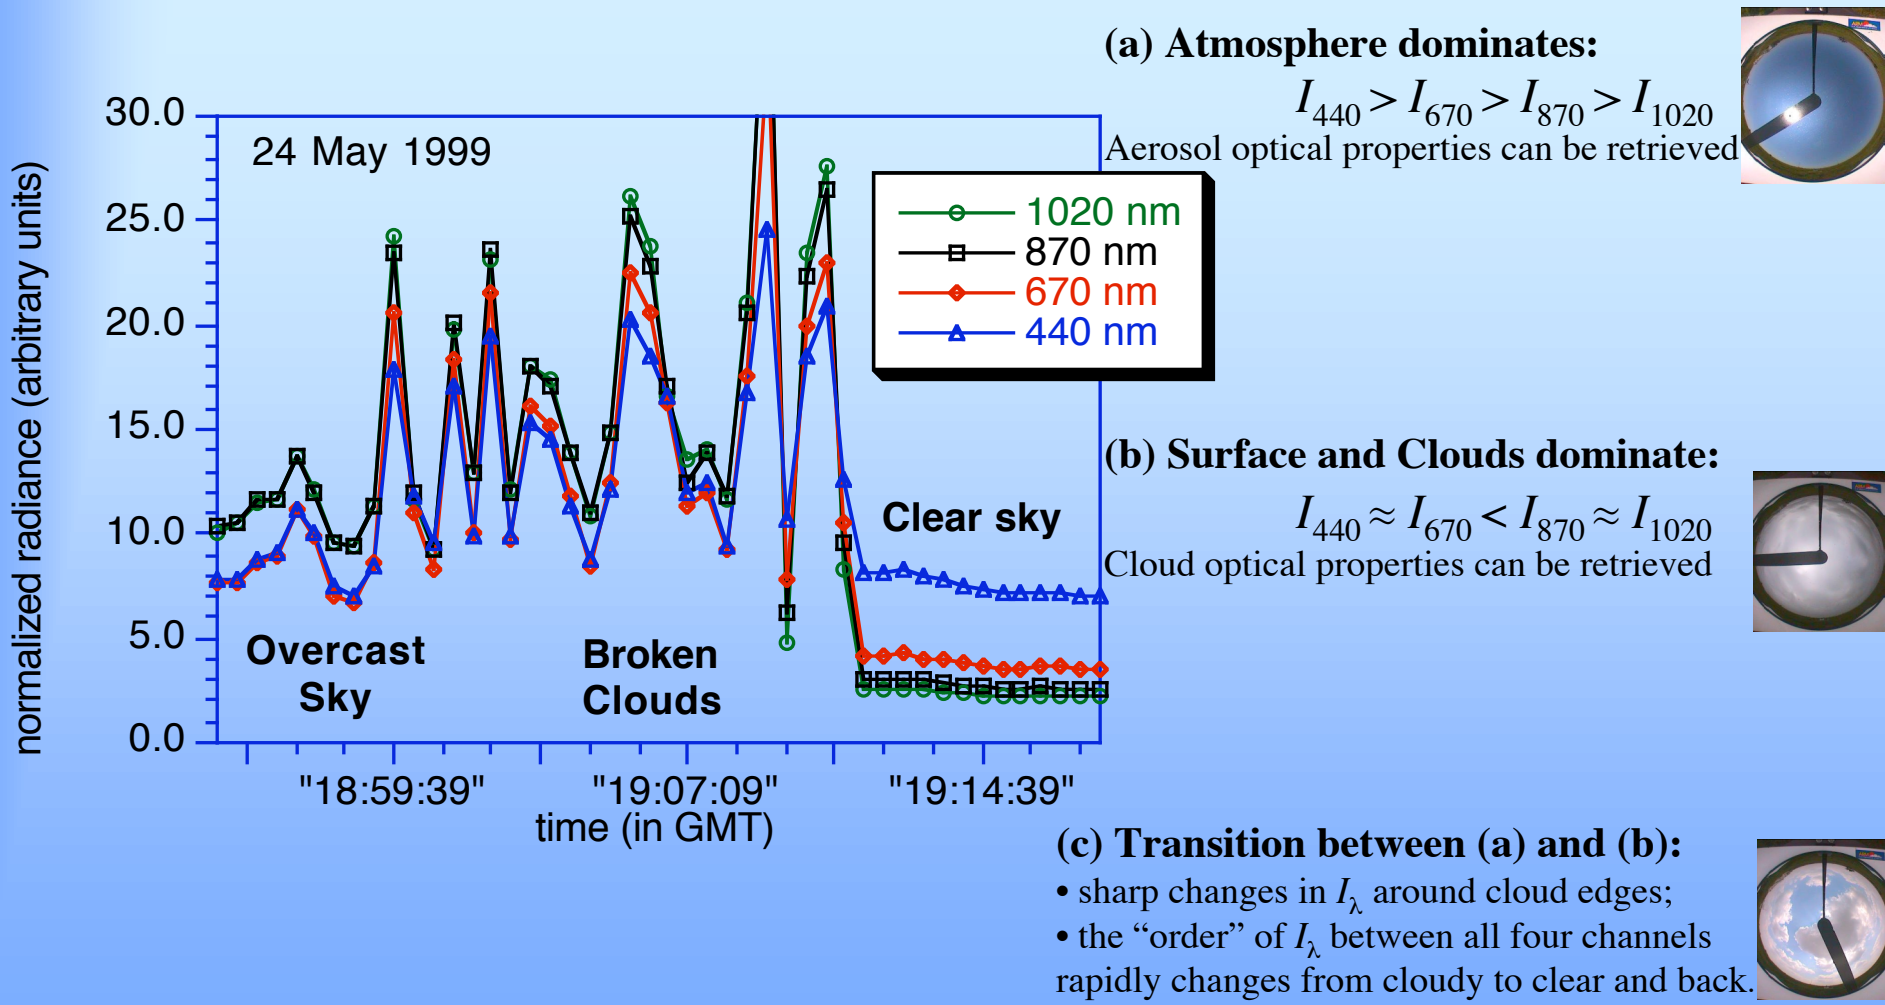 (a) Atmosphere dominates:
I440 > I670 > I870 > I1020
Aerosol optical properties can be retrieved
30.0
25.0
20.0
15.0
10.0
5.0
0.0
normalized radiance (arbitrary units)
24 May 1999
1020 nm
870 nm
670 nm
440 nm
Clear sky
Overcast
Sky
Broken
Clouds
"18:59:39" "19:07:09" "19:14:39"
time (in GMT)
(b) Surface and Clouds dominate:
I440 ≈ I670 < I870 ≈ I1020
Cloud optical properties can be retrieved
(c) Transition between (a) and (b):
• sharp changes in Iλ around cloud edges;
• the “order” of Iλ between all four channels
rapidly changes from cloudy to clear and back.